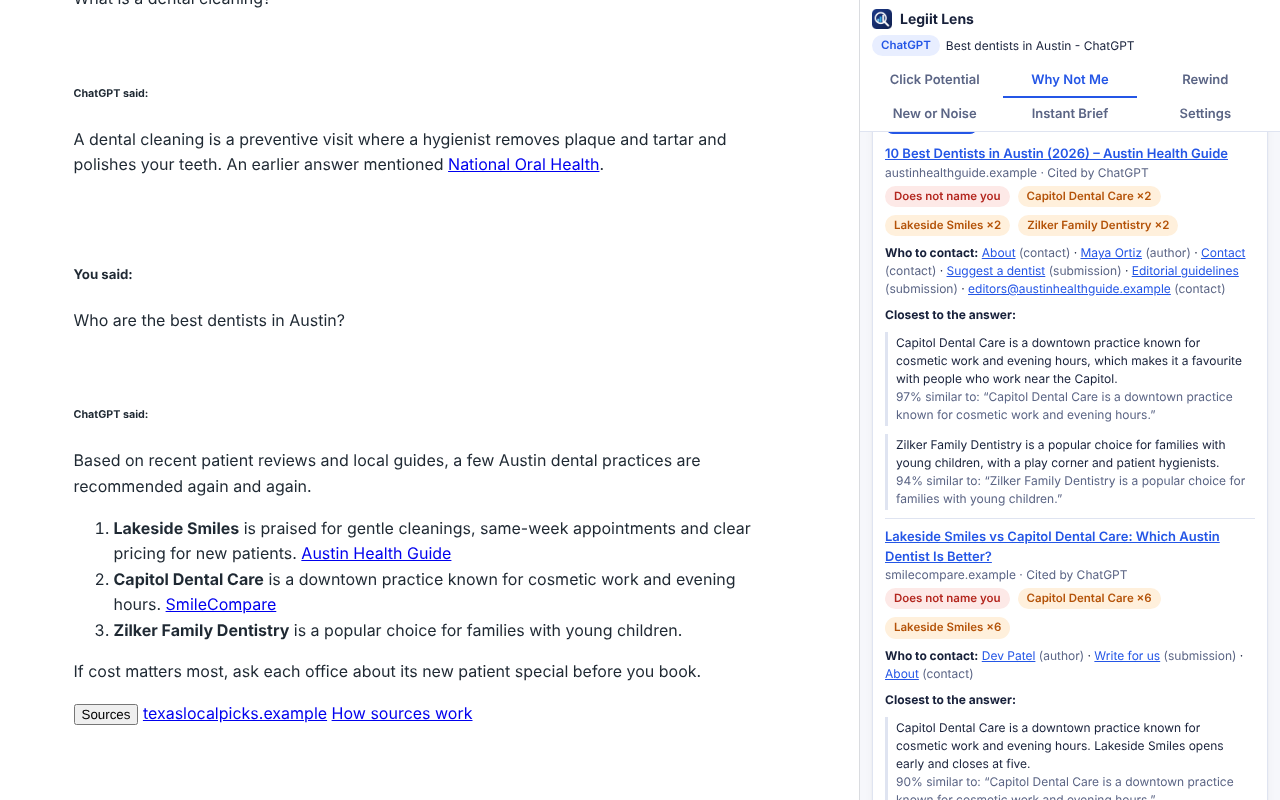 What is a dental cleaning?
ChatGPT said:
A dental cleaning is a preventive visit where a hygienist removes plaque and tartar and
polishes your teeth. An earlier answer mentioned National Oral Health.
You said:
Who are the best dentists in Austin?
ChatGPT said:
Based on recent patient reviews and local guides, a few Austin dental practices are
recommended again and again.
1. Lakeside Smiles is praised for gentle cleanings, same-week appointments and clear
pricing for new patients. Austin Health Guide
2. Capitol Dental Care is a downtown practice known for cosmetic work and evening
hours. SmileCompare
3. Zilker Family Dentistry is a popular choice for families with young children.
If cost matters most, ask each office about its new patient special before you book.
Sources texaslocalpicks.example How sources work
Legiit Lens
ChatGPT Best dentists in Austin - ChatGPT
Click Potential Why Not Me Rewind
New or Noise Instant Brief Settings
10 Best Dentists in Austin (2026) – Austin Health Guide
austinhealthguide.example · Cited by ChatGPT
Does not name you Capitol Dental Care ×2
Lakeside Smiles ×2 Zilker Family Dentistry ×2
Who to contact: About (contact) · Maya Ortiz (author) · Contact
(contact) · Suggest a dentist (submission) · Editorial guidelines
(submission) · editors@austinhealthguide.example (contact)
Closest to the answer:
Capitol Dental Care is a downtown practice known for
cosmetic work and evening hours, which makes it a favourite
with people who work near the Capitol.
97% similar to: “Capitol Dental Care is a downtown practice
known for cosmetic work and evening hours.”
Zilker Family Dentistry is a popular choice for families with
young children, with a play corner and patient hygienists.
94% similar to: “Zilker Family Dentistry is a popular choice for
families with young children.”
Lakeside Smiles vs Capitol Dental Care: Which Austin
Dentist Is Better?
smilecompare.example · Cited by ChatGPT
Does not name you Capitol Dental Care ×6
Lakeside Smiles ×6
Who to contact: Dev Patel (author) · Write for us (submission) ·
About (contact)
Closest to the answer:
Capitol Dental Care is a downtown practice known for
cosmetic work and evening hours. Lakeside Smiles opens
early and closes at five.
90% similar to: “Capitol Dental Care is a downtown practice
known for cosmetic work and evening hours.”